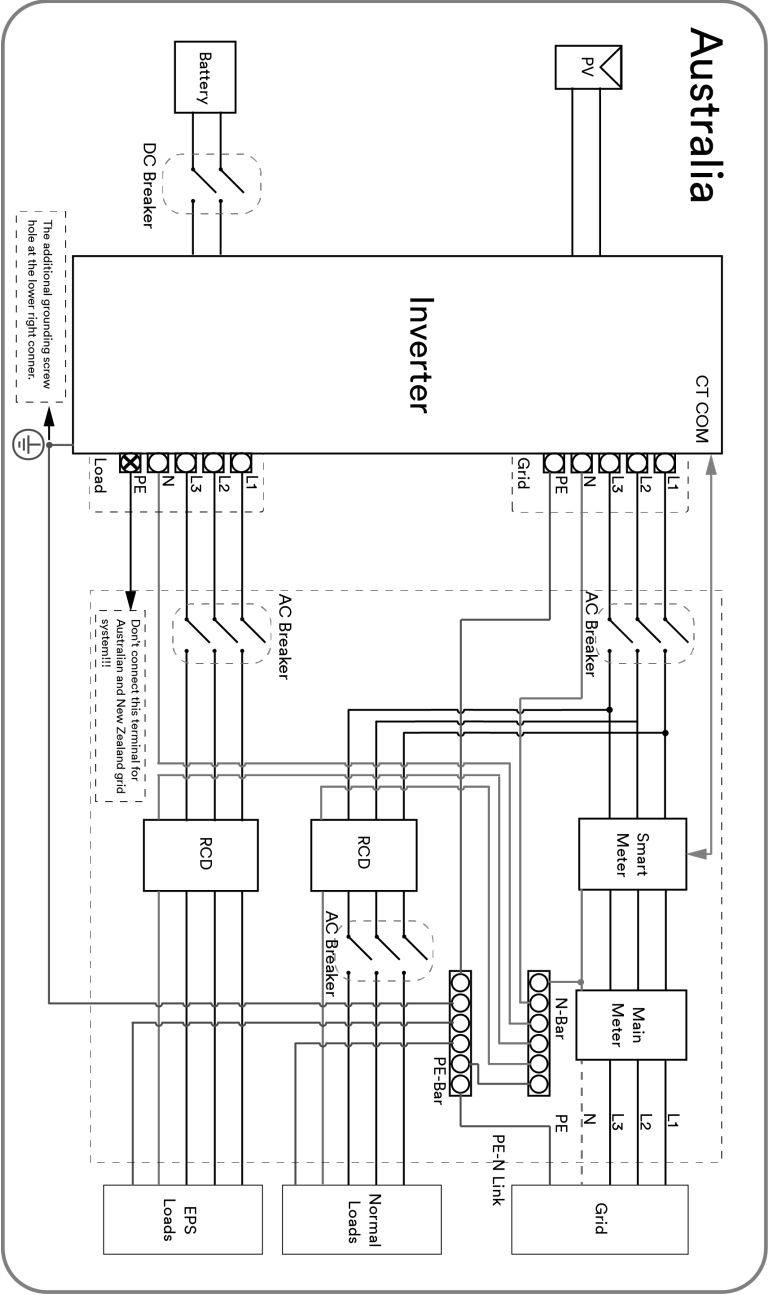 Australia
PV
Battery
DC Breaker
Inverter
CT COM
The additional grounding screw
hole at the lower right conner.
Grid
L1
L2
L3
N
PE
Load
L1
L2
L3
N
PE
AC Breaker
AC Breaker
Don't connect this terminal for
Australian and New Zealand grid
system!!!
Smart
Meter
RCD
RCD
AC Breaker
Main
Meter
N-Bar
PE-Bar
L1
L2
L3
N
PE
PE-N Link
Grid
Normal
Loads
EPS
Loads